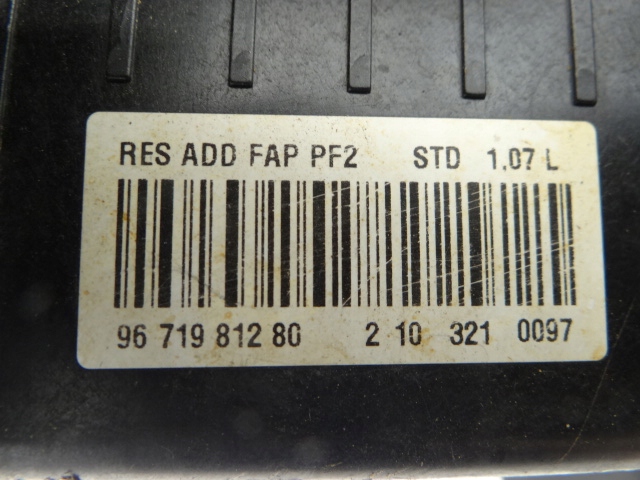 RES ADD FAP PF2 STD 1,07 L
96 719 812 80 2 10 321 0097